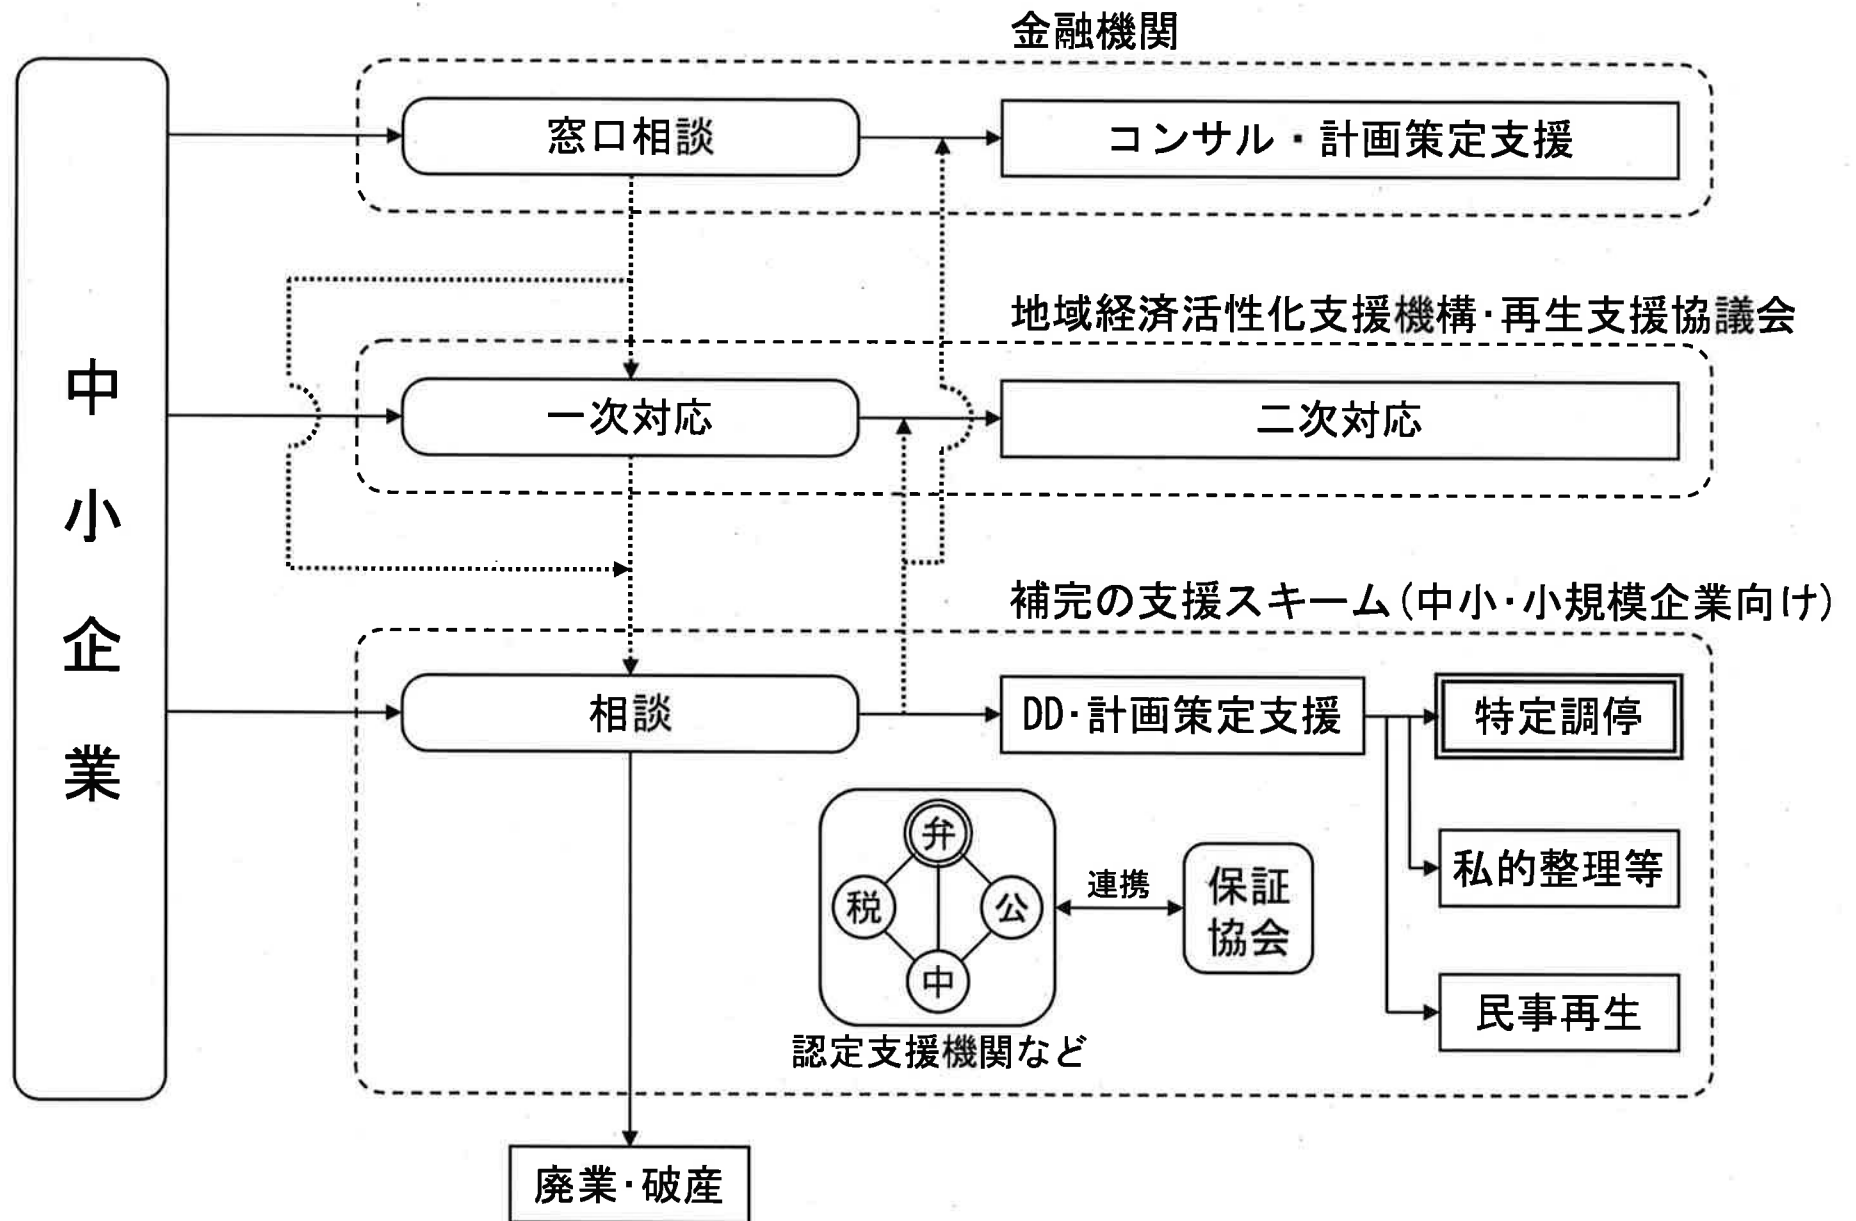 金融機関
窓口相談
コンサル・計画策定支援
地域経済活性化支援機構・再生支援協議会
中小企業
一次対応
二次対応
補完の支援スキーム(中小・小規模企業向け)
相談
DD・計画策定支援
特定調停
弁
税
公
中
連携
保証
協会
私的整理等
民事再生
認定支援機関など
廃業・破産